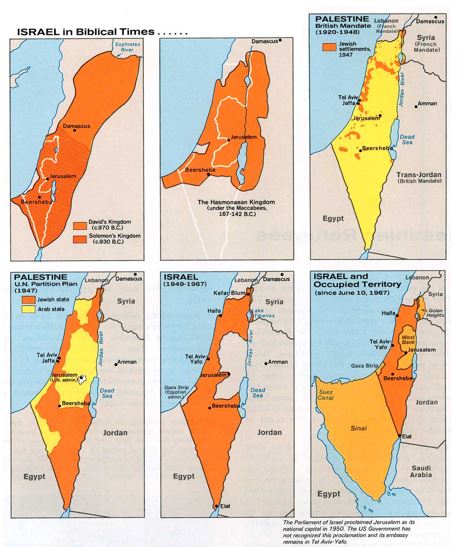 ISRAEL in Biblical Times . . . . . .
Euphrates
River
Damascus
Jerusalem
Beersheba
David's Kingdom
(c.970 B.C.)
Solomon's Kingdom
(c.930 B.C.)
Damascus
Jerusalem
Beersheba
The Hasmonaean Kingdom
(under the Maccabees,
167-142 B.C.)
PALESTINE
British Mandate
(1920-1948)
Jewish
settlements,
1947
Lebanon
(French
Mandate)
Damascus
Syria
(French
Mandate)
Jordan River
Tel Aviv
Jaffa
Amman
Jerusalem
Dead
Sea
Beersheba
Trans-Jordan
(British Mandate)
Egypt
PALESTINE
U.N. Partition Plan
(1947)
Jewish state
Arab state
Lebanon
Damascus
Syria
Jordan River
Tel Aviv
Jaffa
Amman
Jerusalem
(U.N. admin.)
Dead
Sea
Beersheba
Jordan
Egypt
ISRAEL
(1949-1967)
Lebanon
Damascus
Kefar Blum
Syria
Haifa
Lake
Tiberias
Jordan River
Tel Aviv-
Yafo
Amman
Jerusalem
Gaza Strip
(Egyptian
admin.)
Dead
Sea
Beersheba
Jordan
Egypt
Elat
ISRAEL and
Occupied Territory
(since June 10, 1967)
Lebanon
Damascus
Syria
Golan
Heights
Haifa
West
Bank
Tel Aviv-
Yafo
Jerusalem
Gaza Strip
Beersheba
Suez
Canal
Sinai
Jordan
Elat
Saudi
Arabia
Egypt
The Parliament of Israel proclaimed Jerusalem as its
national capital in 1950. The US Government has
not recognized this proclamation and its embassy
remains in Tel Aviv-Yafo.